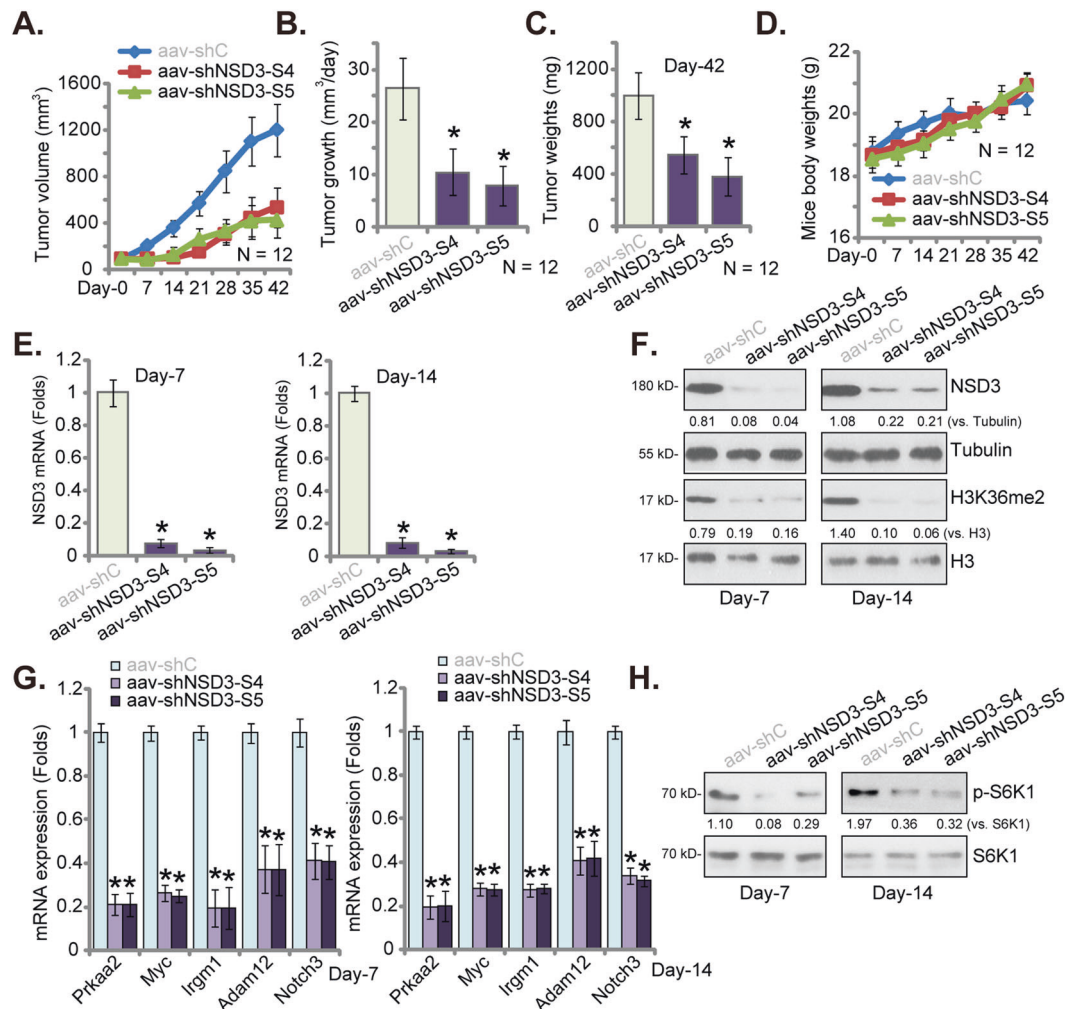 A.
aav-shC
aav-shNSD3-S4
aav-shNSD3-S5
Tumor volume (mm³)
1600
1200
800
400
0
N = 12
Day-0 7 14 21 28 35 42
B.
Tumor growth (mm³/day)
30
20
10
0
*
*
aav-shC
aav-shNSD3-S4
aav-shNSD3-S5
N = 12
C.
Day-42
Tumor weights (mg)
1200
900
600
400
0
*
*
aav-shC
aav-shNSD3-S4
aav-shNSD3-S5
N = 12
D.
Mice body weights (g)
22
21
20
19
18
16
N = 12
aav-shC
aav-shNSD3-S4
aav-shNSD3-S5
Day-0 7 14 21 28 35 42
E.
NSD3 mRNA (Folds)
1.2
1
0.8
0.6
0.4
0.2
0
Day-7
*
*
aav-shC
aav-shNSD3-S4
aav-shNSD3-S5
NSD3 mRNA (Folds)
1.2
1
0.8
0.6
0.4
0.2
0
Day-14
*
*
aav-shC
aav-shNSD3-S4
aav-shNSD3-S5
F.
aav-shC
aav-shNSD3-S4
aav-shNSD3-S5
aav-shC
aav-shNSD3-S4
aav-shNSD3-S5
180 kD- NSD3
0.81 0.08 0.04 1.08 0.22 0.21 (vs. Tubulin)
55 kD- Tubulin
17 kD- H3K36me2
0.79 0.19 0.16 1.40 0.10 0.06 (vs. H3)
17 kD- H3
Day-7 Day-14
G.
aav-shC
aav-shNSD3-S4
aav-shNSD3-S5
mRNA expression (Folds)
1.2
1
0.8
0.6
0.4
0.2
0
** ** ** ** **
Prkaa2 Myc Irgm1 Adam12 Notch3
Day-7
aav-shC
aav-shNSD3-S4
aav-shNSD3-S5
mRNA expression (Folds)
1.2
1
0.8
0.6
0.4
0.2
0
** ** ** ** **
Prkaa2 Myc Irgm1 Adam12 Notch3
Day-14
H.
aav-shC
aav-shNSD3-S4
aav-shNSD3-S5
aav-shC
aav-shNSD3-S4
aav-shNSD3-S5
70 kD- p-S6K1
1.10 0.08 0.29 1.97 0.36 0.32 (vs. S6K1)
70 kD- S6K1
Day-7 Day-14